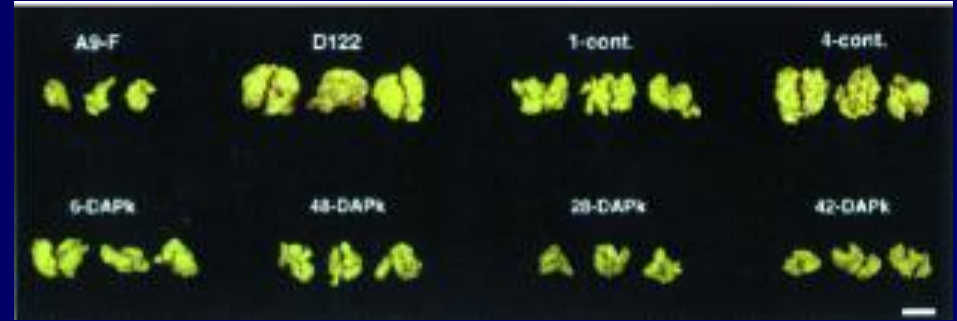 A9-F D122 1-cont. 4-cont.
6-DAPk 48-DAPk 28-DAPk 42-DAPk